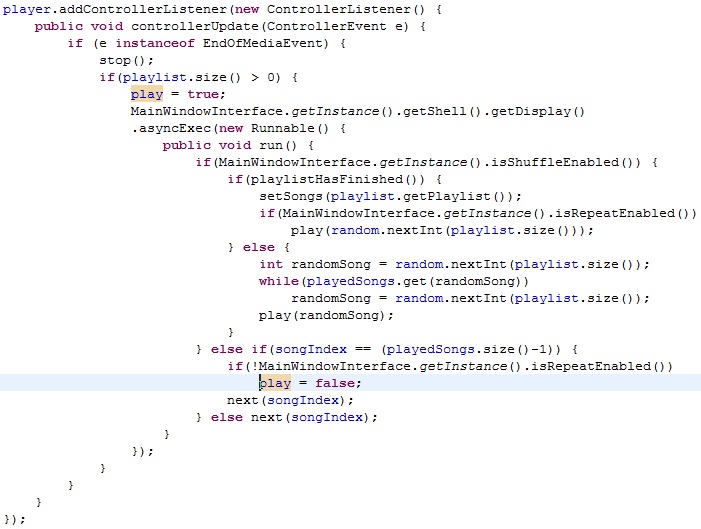 player.addControllerListener(new ControllerListener() {
    public void controllerUpdate(ControllerEvent e) {
        if (e instanceof EndOfMediaEvent) {
            stop();
            if(playlist.size() > 0) {
                play = true;
                MainWindowInterface.getInstance().getShell().getDisplay()
                .asyncExec(new Runnable() {
                    public void run() {
                        if(MainWindowInterface.getInstance().isShuffleEnabled()) {
                            if(playlistHasFinished()) {
                                setSongs(playlist.getPlaylist());
                                if(MainWindowInterface.getInstance().isRepeatEnabled())
                                    play(random.nextInt(playlist.size()));
                            } else {
                                int randomSong = random.nextInt(playlist.size());
                                while(playedSongs.get(randomSong))
                                    randomSong = random.nextInt(playlist.size());
                                play(randomSong);
                            }
                        } else if(songIndex == (playedSongs.size()-1)) {
                            if(!MainWindowInterface.getInstance().isRepeatEnabled())
                                play = false;
                            next(songIndex);
                        } else next(songIndex);
                    }
                });
            }
        }
    }
});